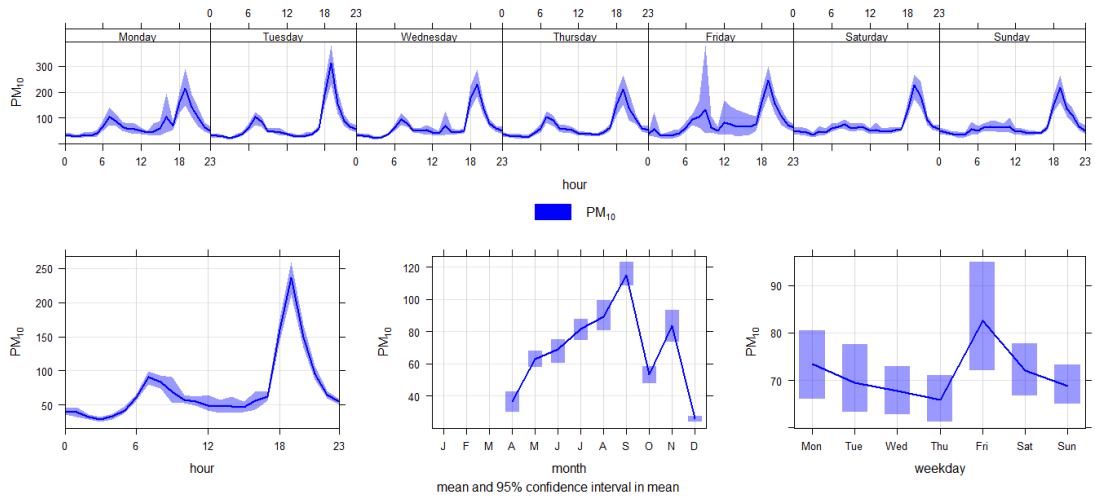 0 6 12 18 23 0 6 12 18 23 0 6 12 18 23
Monday Tuesday Wednesday Thursday Friday Saturday Sunday
PM10
300
200
100
0 6 12 18 23 0 6 12 18 23 0 6 12 18 23 0 6 12 18 23
hour
PM10
PM10
250
200
150
100
50
0 6 12 18 23
hour
PM10
120
100
80
60
40
J F M A M J J A S O N D
month
PM10
90
80
70
Mon Tue Wed Thu Fri Sat Sun
weekday
mean and 95% confidence interval in mean